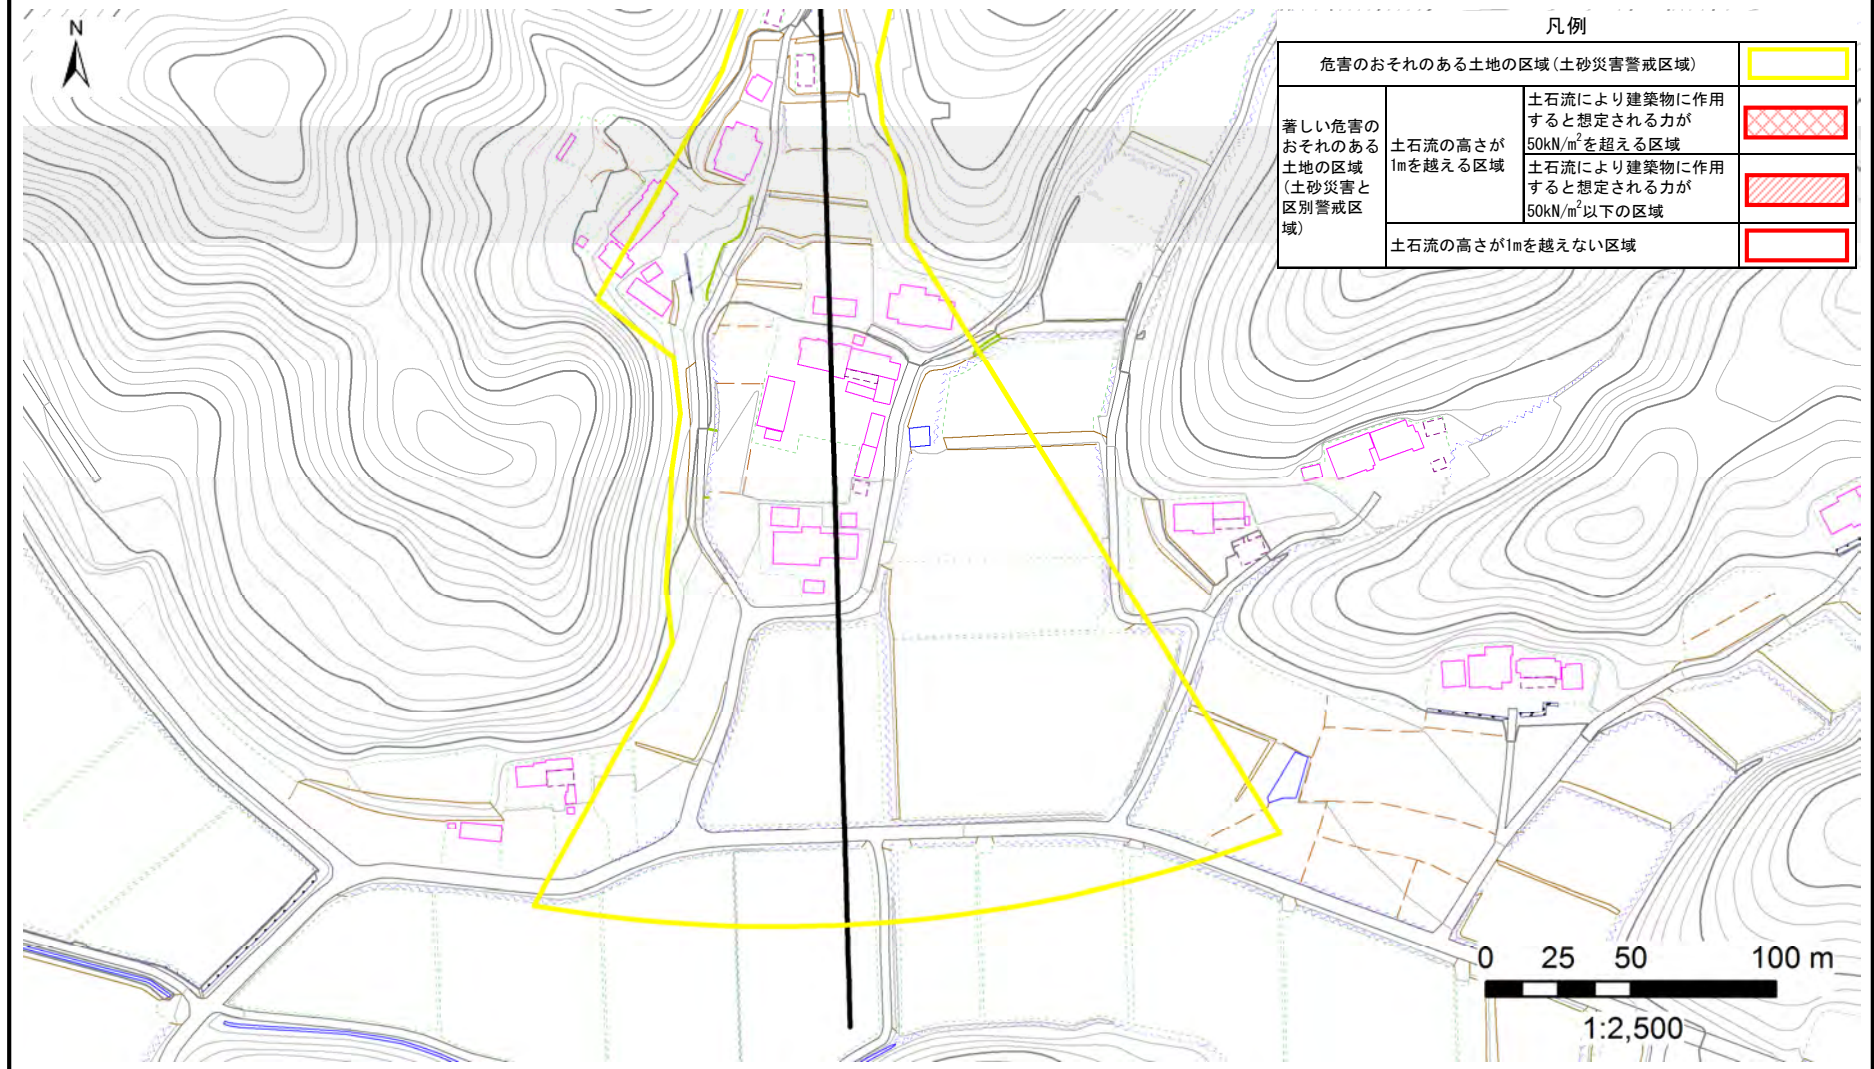 N
凡例
危害のおそれのある土地の区域(土砂災害警戒区域)
著しい危害の
おそれのある
土地の区域
(土砂災害と
区別警戒区
域)
土石流の高さが
1mを越える区域
土石流により建築物に作用
すると想定される力が
50kN/m²を超える区域
土石流により建築物に作用
すると想定される力が
50kN/m²以下の区域
土石流の高さが1mを越えない区域
0 25 50 100 m
1:2,500